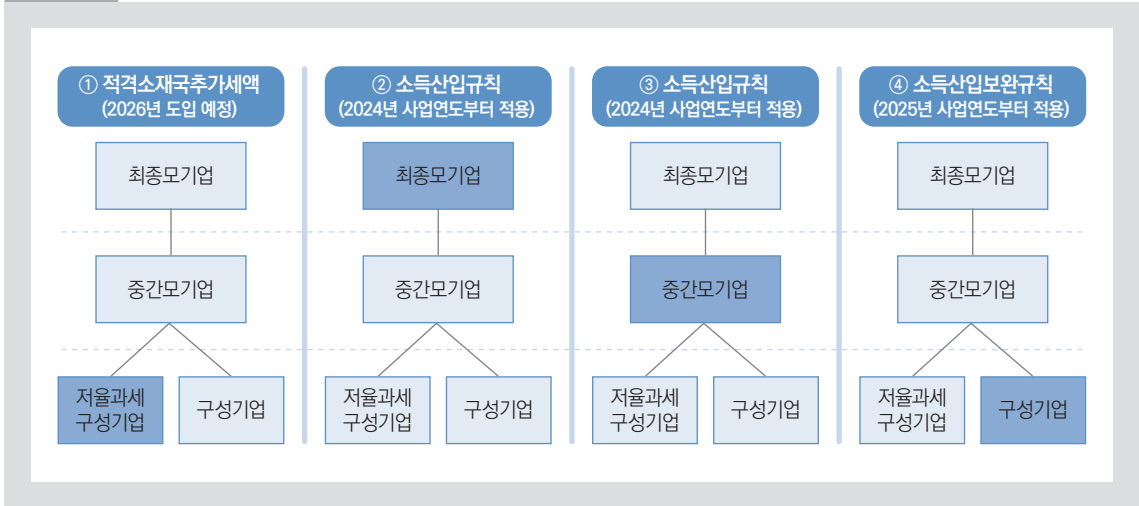 ① 적격소재국추가세액
(2026년 도입 예정)
최종모기업
중간모기업
저율과세
구성기업
구성기업
② 소득산입규칙
(2024년 사업연도부터 적용)
최종모기업
중간모기업
저율과세
구성기업
구성기업
③ 소득산입규칙
(2024년 사업연도부터 적용)
최종모기업
중간모기업
저율과세
구성기업
구성기업
④ 소득산입보완규칙
(2025년 사업연도부터 적용)
최종모기업
중간모기업
저율과세
구성기업
구성기업